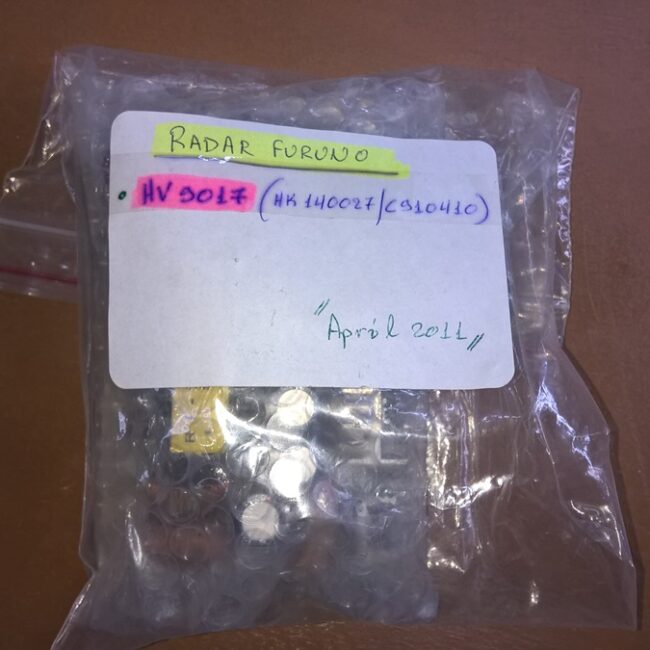 RADAR FURUNO
• HV 9017 (HK 140027/C910410)
"April 2011"